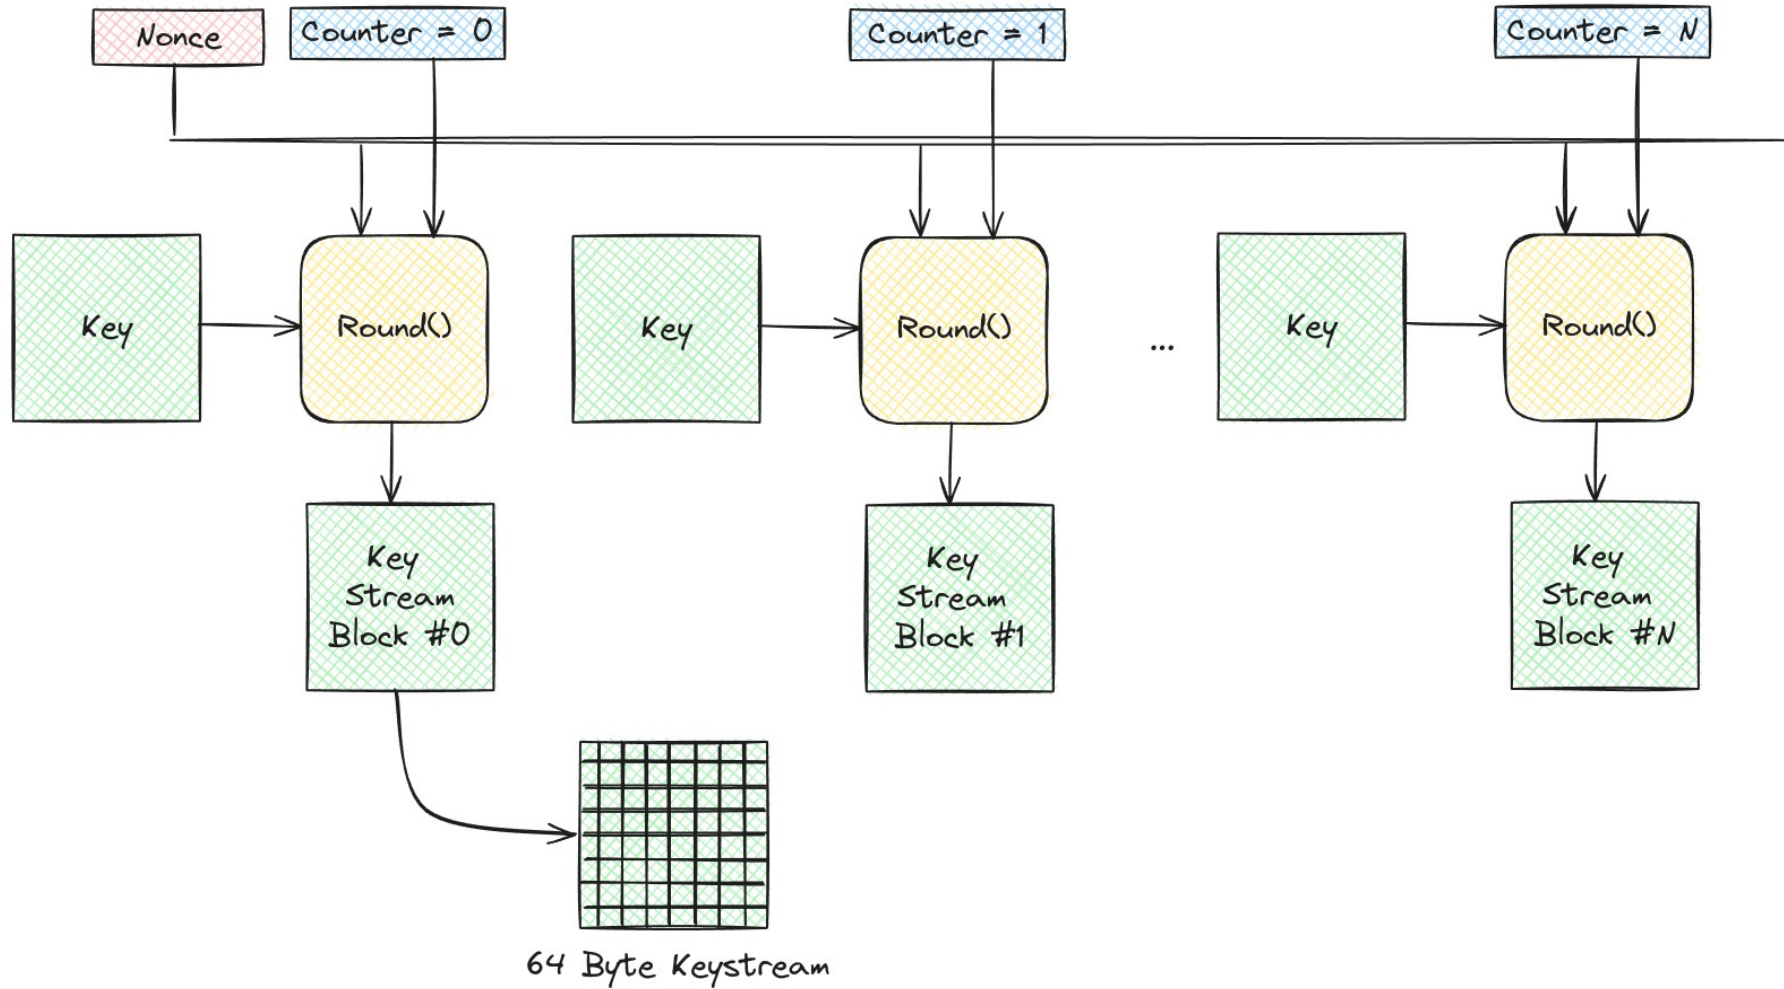 Nonce
Counter = 0
Counter = 1
Counter = N
Key
Round()
Key
Round()
...
Key
Round()
Key
Stream
Block #0
Key
Stream
Block #1
Key
Stream
Block #N
64 Byte Keystream